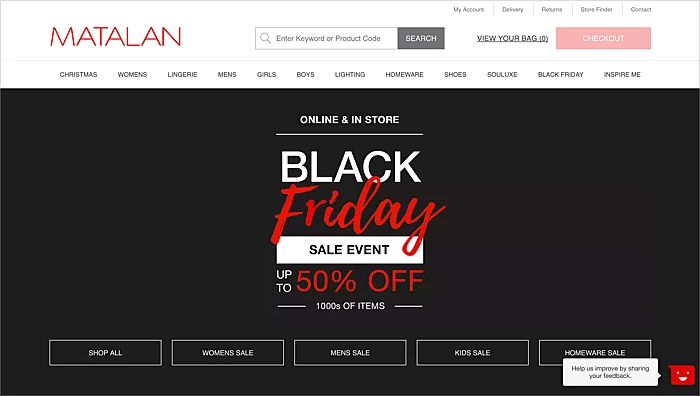 My Account Delivery Returns Store Finder Contact
MATALAN
Enter Keyword or Product Code SEARCH VIEW YOUR BAG (0) CHECKOUT
CHRISTMAS WOMENS LINGERIE MENS GIRLS BOYS LIGHTING HOMEWARE SHOES SOULUXE BLACK FRIDAY INSPIRE ME
ONLINE & IN STORE
BLACK
Friday
SALE EVENT
UP TO 50% OFF
1000s OF ITEMS
SHOP ALL WOMENS SALE MENS SALE KIDS SALE HOMEWARE SALE
Help us improve by sharing
your feedback.